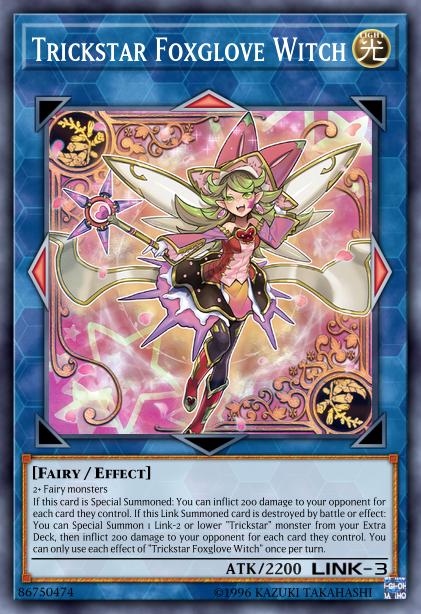 TRICKSTAR FOXGLOVE WITCH
LIGHT
光
[FAIRY / EFFECT]
2+ Fairy monsters
If this card is Special Summoned: You can inflict 200 damage to your opponent for
each card they control. If this Link Summoned card is destroyed by battle or effect:
You can Special Summon 1 Link-2 or lower "Trickstar" monster from your Extra
Deck, then inflict 200 damage to your opponent for each card they control. You
can only use each effect of "Trickstar Foxglove Witch" once per turn.
ATK/2200 LINK-3
86750474
©1996 KAZUKI TAKAHASHI